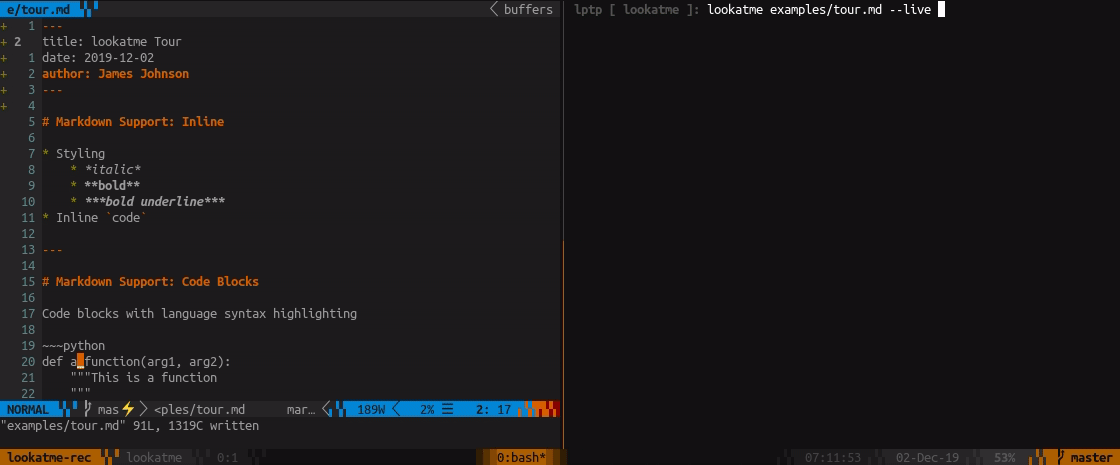 e/tour.md buffers
+ 1 ---
+ 2 title: lookatme Tour
+ 1 date: 2019-12-02
+ 2 author: James Johnson
+ 3 ---
+ 4
5 # Markdown Support: Inline
6
7 * Styling
8 * *italic*
9 * **bold**
10 * ***bold underline***
11 * Inline `code`
12
13 ---
14
15 # Markdown Support: Code Blocks
16
17 Code blocks with language syntax highlighting
18
19 ~~~python
20 def a_function(arg1, arg2):
21 """This is a function
22 """
NORMAL mas⚡ <ples/tour.md mar… 189W 2% ☰ 2: 17
"examples/tour.md" 91L, 1319C written
lptp [ lookatme ]: lookatme examples/tour.md --live
lookatme-rec lookatme 0:1 0:bash* 07:11:53 02-Dec-19 53% master